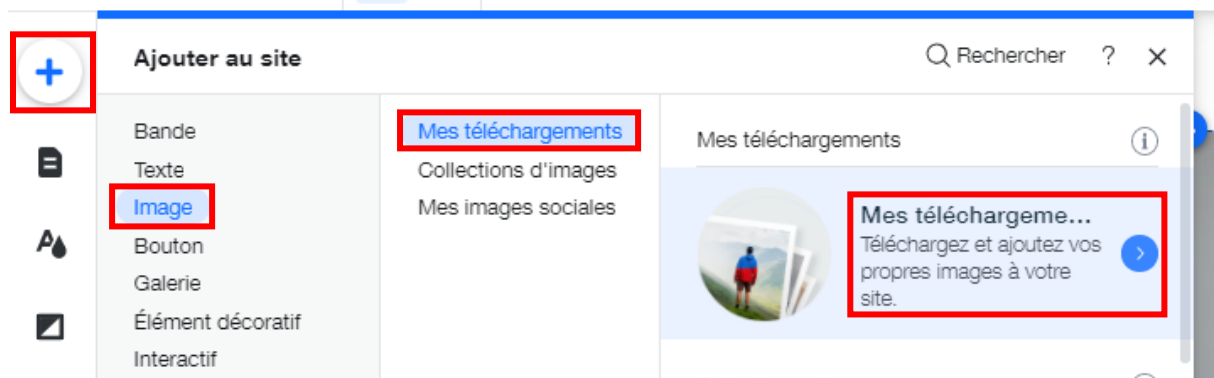 Ajouter au site
Rechercher ?
Bande
Texte
Image
Bouton
Galerie
Élément décoratif
Interactif
Mes téléchargements
Collections d'images
Mes images sociales
Mes téléchargements
Mes téléchargeme...
Téléchargez et ajoutez vos
propres images à votre
site.